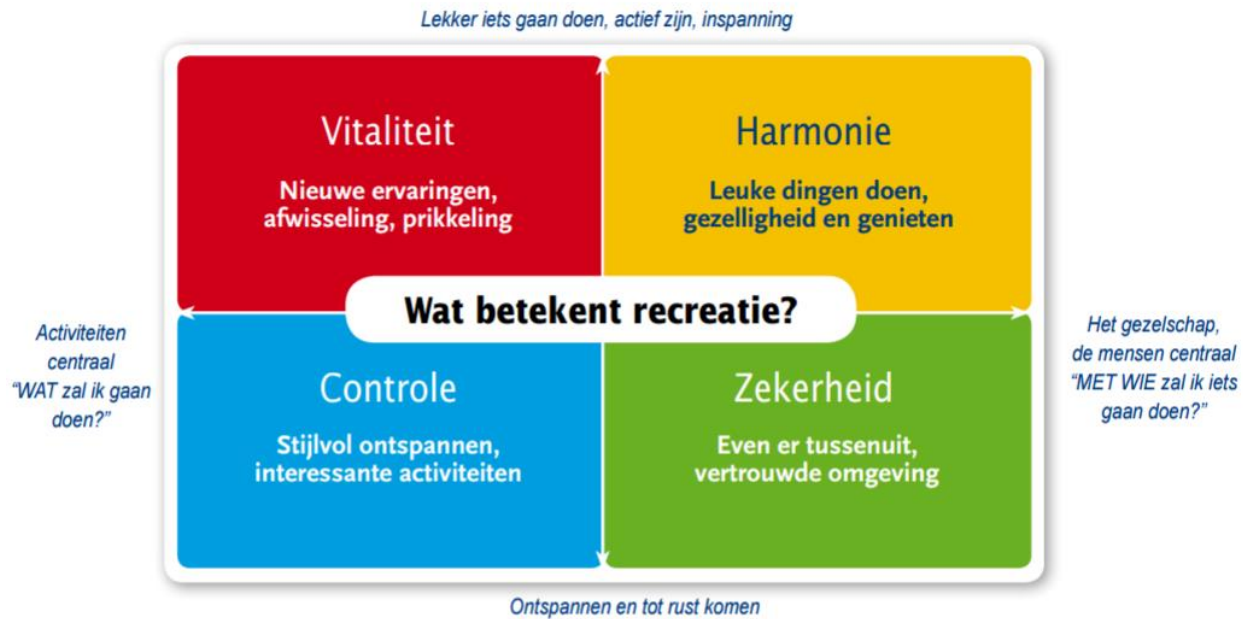 Lekker iets gaan doen, actief zijn, inspanning
Vitaliteit
Nieuwe ervaringen,
afwisseling, prikkeling
Harmonie
Leuke dingen doen,
gezelligheid en genieten
Wat betekent recreatie?
Activiteiten
centraal
“WAT zal ik gaan
doen?”
Het gezelschap,
de mensen centraal
“MET WIE zal ik iets
gaan doen?”
Controle
Stijlvol ontspannen,
interessante activiteiten
Zekerheid
Even er tussenuit,
vertrouwde omgeving
Ontspannen en tot rust komen